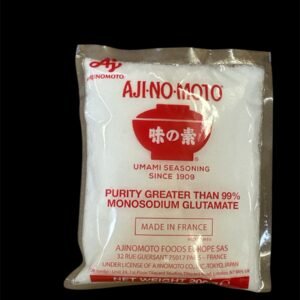 Aj
AJINOMOTO
AJI-NO-MOTO®
味の素
®
UMAMI SEASONING
SINCE 1909
PURITY GREATER THAN 99%
MONOSODIUM GLUTAMATE
MADE IN FRANCE
AJINOMOTO FOODS EUROPE SAS
32 RUE GUERSANT 75017 PARIS - FRANCE
UNDER LICENSE OF AJINOMOTO CO., INC. TOKYO, JAPAN
NET WEIGHT 200